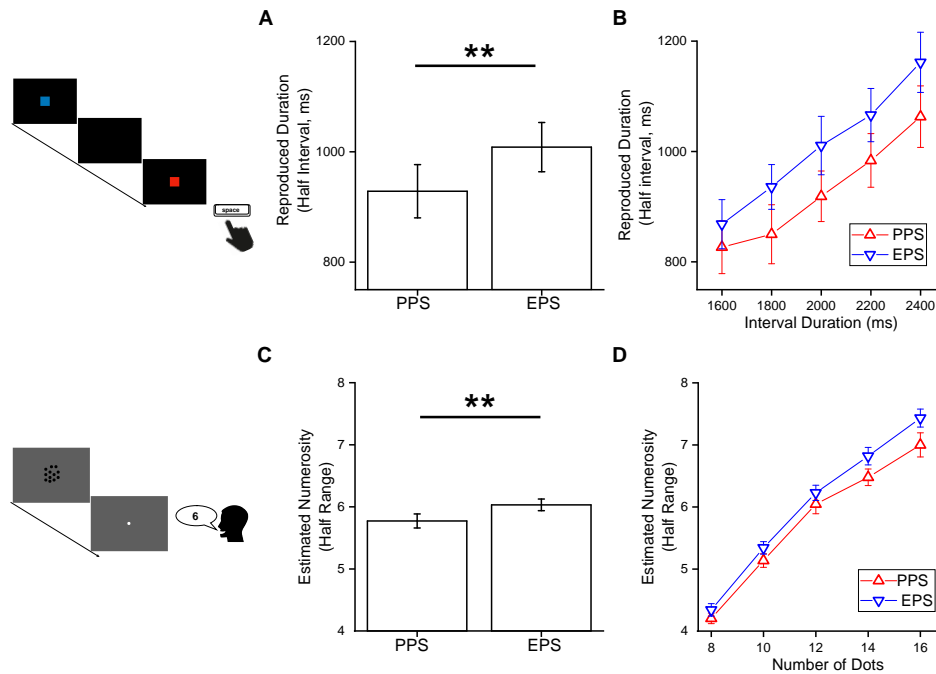 A
Reproduced Duration
(Half Interval, ms)
1200
1000
800
**
PPS
EPS
B
Reproduced Duration
(Half interval, ms)
1200
1000
800
PPS
EPS
1600
1800
2000
2200
2400
Interval Duration (ms)
space
C
Estimated Numerosity
(Half Range)
8
7
6
5
4
**
PPS
EPS
D
Estimated Numerosity
(Half Range)
8
7
6
5
4
PPS
EPS
8
10
12
14
16
Number of Dots
6